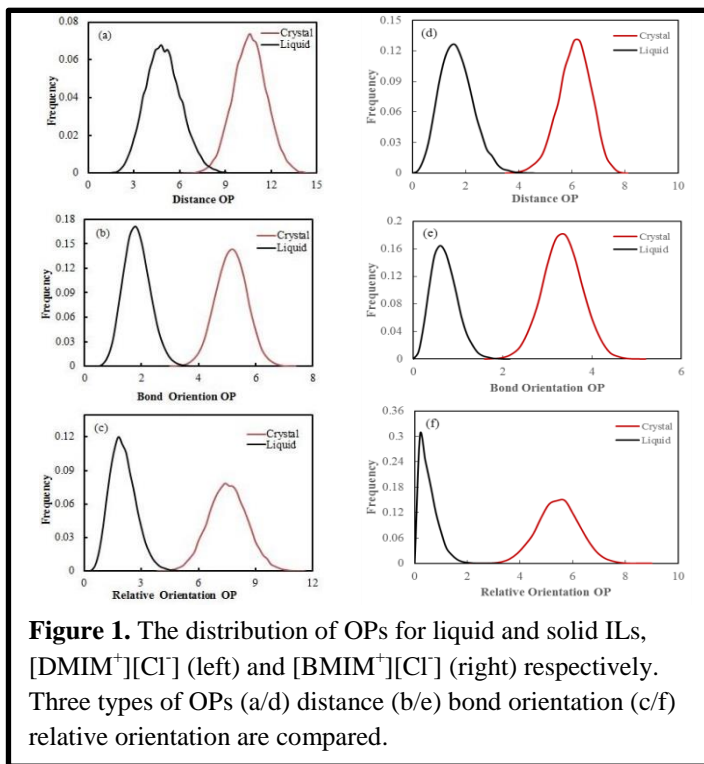 (a)
Crystal
Liquid
Frequency
0.08
0.06
0.04
0.02
0
0 3 6 9 12 15
Distance OP
(d)
Crystal
Liquid
Frequency
0.15
0.12
0.09
0.06
0.03
0
0 2 4 6 8 10
Distance OP
(b)
Crystal
Liquid
Frequency
0.18
0.15
0.12
0.09
0.06
0.03
0
0 2 4 6 8
Bond Oriention OP
(e)
Crystal
Liquid
Frequency
0.2
0.16
0.12
0.08
0.04
0
0 2 4 6
Bond Orientation OP
(c)
Crystal
Liquid
Frequency
0.12
0.09
0.06
0.03
0
0 3 6 9 12
Relative Orientation OP
(f)
Crystal
Liquid
Frequency
0.36
0.3
0.24
0.18
0.12
0.06
0
0 2 4 6 8 10
Relative Orientation OP
Figure 1. The distribution of OPs for liquid and solid ILs,
[DMIM⁺][Cl⁻] (left) and [BMIM⁺][Cl⁻] (right) respectively.
Three types of OPs (a/d) distance (b/e) bond orientation (c/f)
relative orientation are compared.